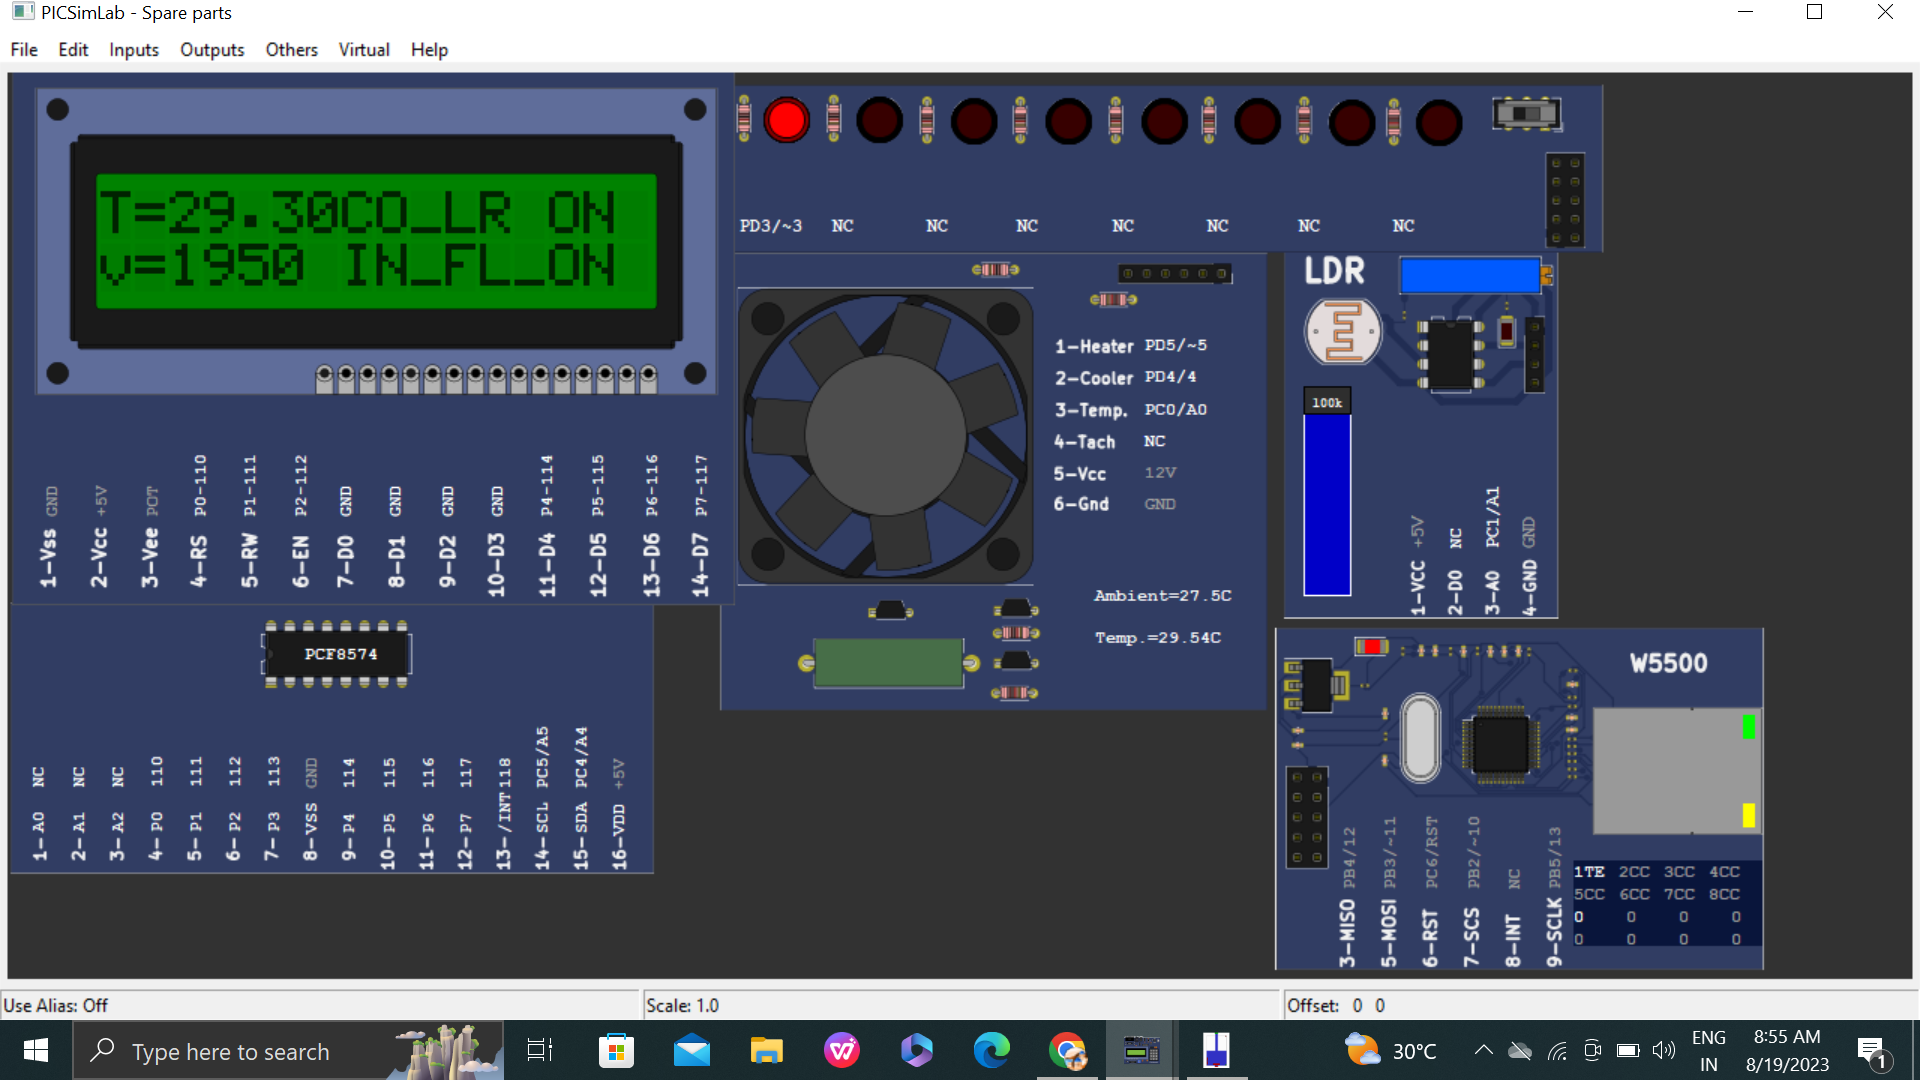 PICSimLab - Spare parts
File Edit Inputs Outputs Others Virtual Help
T=29.30CO_LR ON
v=1950 IN_FL_ON
1-Vss GND
2-Vcc +5V
3-Vee POT
4-RS P0-110
5-RW P1-111
6-EN P2-112
7-D0 GND
8-D1 GND
9-D2 GND
10-D3 GND
11-D4 P4-114
12-D5 P5-115
13-D6 P6-116
14-D7 P7-117
PD3/~3 NC NC NC NC NC NC NC
1-Heater PD5/~5
2-Cooler PD4/4
3-Temp. PC0/A0
4-Tach NC
5-Vcc 12V
6-Gnd GND
Ambient=27.5C
Temp.=29.54C
LDR
100k
1-VCC +5V
2-D0 NC
3-A0 PC1/A1
4-GND GND
PCF8574
1-A0 NC
2-A1 NC
3-A2 NC
4-P0 110
5-P1 111
6-P2 112
7-P3 113
8-VSS GND
9-P4 114
10-P5 115
11-P6 116
12-P7 117
13-/INT118
14-SCL PC5/A5
15-SDA PC4/A4
16-VDD +5V
W5500
3-MISO PB4/12
5-MOSI PB3/~11
6-RST PC6/RST
7-SCS PB2/~10
8-INT NC
9-SCLK PB5/13
1TE 2CC 3CC 4CC
5CC 6CC 7CC 8CC
0 0 0 0
0 0 0 0
Use Alias: Off
Scale: 1.0
Offset: 0 0
Type here to search
30°C
ENG
IN
8:55 AM
8/19/2023
1